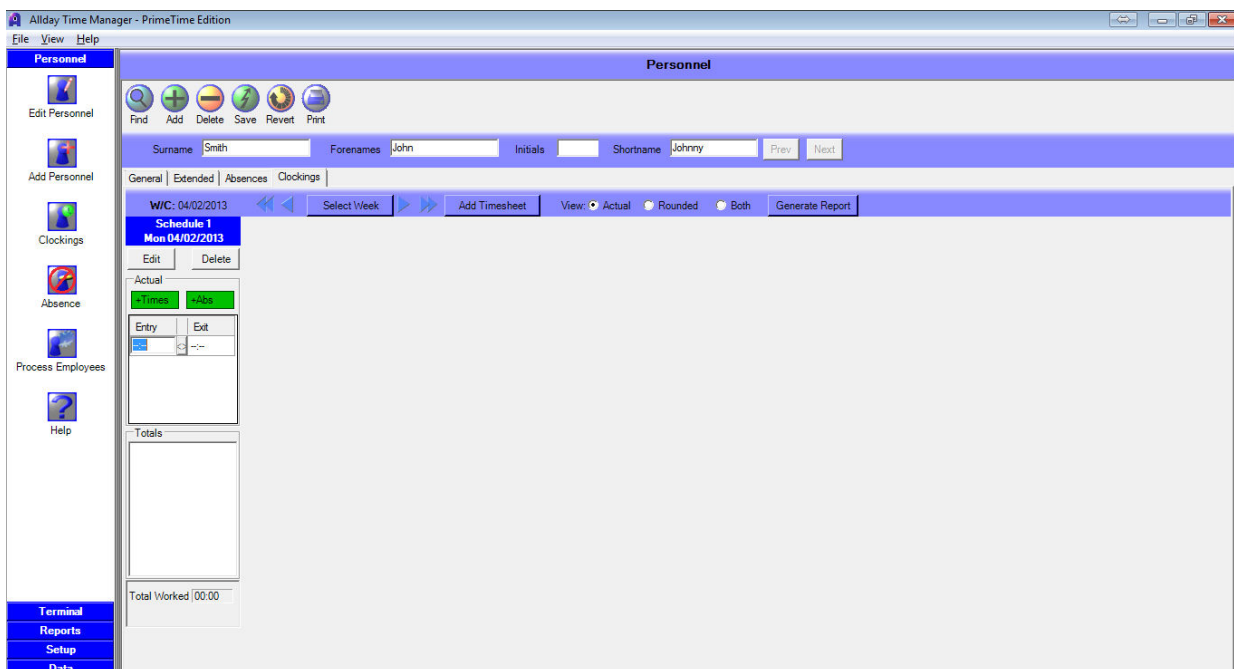 Allday Time Manager - PrimeTime Edition
File View Help
Personnel
Edit Personnel
Add Personnel
Clockings
Absence
Process Employees
Help
Terminal
Reports
Setup
Data
Personnel
Find Add Delete Save Revert Print
Surname Smith Forenames John Initials Shortname Johnny Prev Next
General Extended Absences Clockings
W/C: 04/02/2013 Select Week Add Timesheet View: Actual Rounded Both Generate Report
Schedule 1
Mon 04/02/2013
Edit Delete
Actual
+Times +Abs
Entry Exit
--:-- <> --:--
Totals
Total Worked 00:00